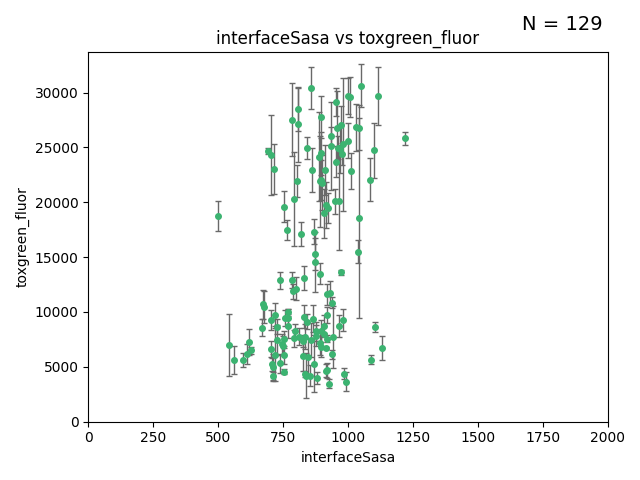 N = 129
interfaceSasa vs toxgreen_fluor
toxgreen_fluor
30000
25000
20000
15000
10000
5000
0
0 250 500 750 1000 1250 1500 1750 2000
interfaceSasa